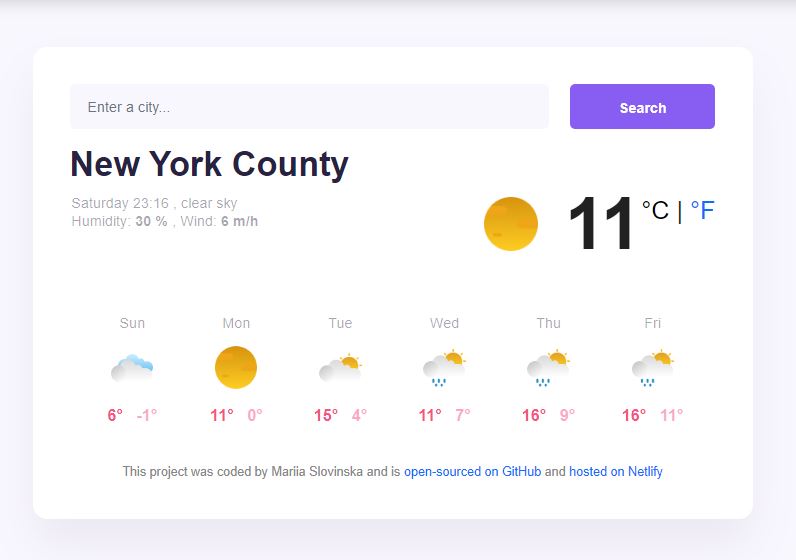 Enter a city...
Search
New York County
Saturday 23:16 , clear sky
Humidity: 30 % , Wind: 6 m/h
11 °C | °F
Sun Mon Tue Wed Thu Fri
6° -1° 11° 0° 15° 4° 11° 7° 16° 9° 16° 11°
This project was coded by Mariia Slovinska and is open-sourced on GitHub and hosted on Netlify